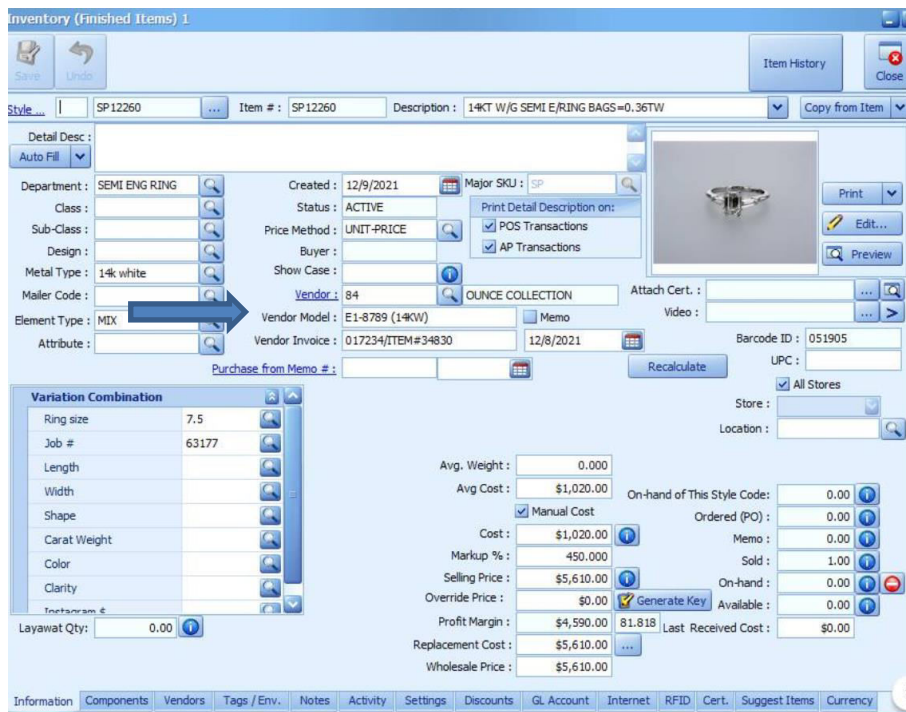 Inventory (Finished Items) 1
Save Undo Item History Close
Style ... SP12260 ... Item # : SP12260 Description : 14KT W/G SEMI E/RING BAGS=0.36TW Copy from Item
Detail Desc :
Auto Fill
Department : SEMI ENG RING Created : 12/9/2021 Major SKU : SP
Class : Status : ACTIVE Print Detail Description on: Print
Sub-Class : Price Method : UNIT-PRICE POS Transactions Edit...
Design : Buyer : AP Transactions Preview
Metal Type : 14k white Show Case :
Mailer Code : Vendor : 84 OUNCE COLLECTION Attach Cert. : ...
Element Type : MIX Vendor Model : E1-8789 (14KW) Memo Video : ... >
Attribute : Vendor Invoice : 017234/ITEM#34830 12/8/2021 Barcode ID : 051905
Purchase from Memo # : Recalculate UPC :
All Stores
Variation Combination Store :
Ring size 7.5 Location :
Job # 63177
Length Avg. Weight : 0.000
Width Avg Cost : $1,020.00 On-hand of This Style Code: 0.00
Shape Manual Cost Ordered (PO) : 0.00
Carat Weight Cost : $1,020.00 Memo : 0.00
Color Markup % : 450.000 Sold : 1.00
Clarity Selling Price : $5,610.00 On-hand : 0.00
Instagram $ Override Price : $0.00 Generate Key Available : 0.00
Layawat Qty: 0.00 Profit Margin : $4,590.00 81.818 Last Received Cost : $0.00
Replacement Cost : $5,610.00 ...
Wholesale Price : $5,610.00
Information Components Vendors Tags / Env. Notes Activity Settings Discounts GL Account Internet RFID Cert. Suggest Items Currency